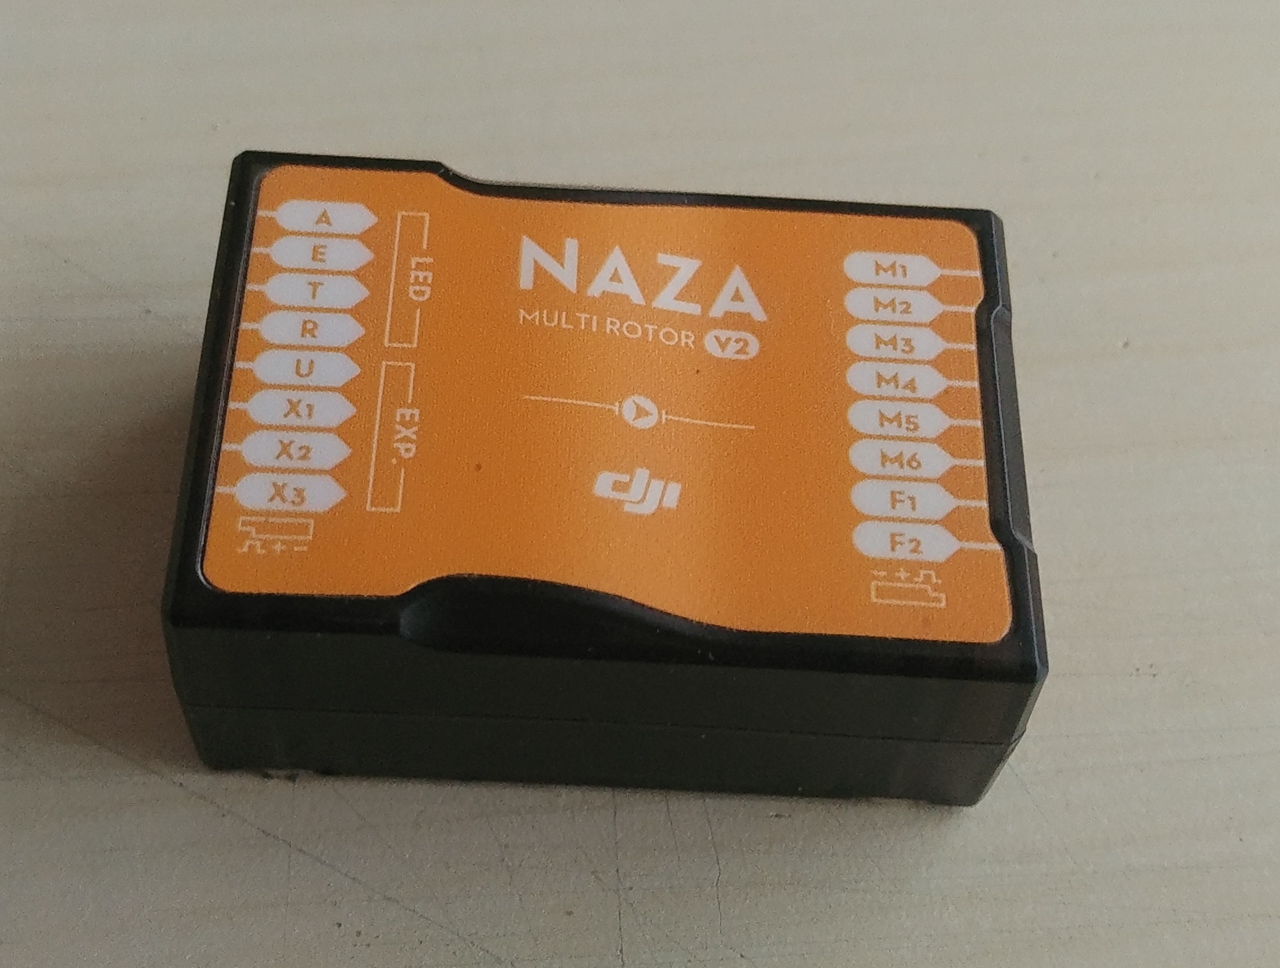 A
E
T
R
U
X1
X2
X3
LED
EXP.
NAZA
MULTI ROTOR V2
dji
M1
M2
M3
M4
M5
M6
F1
F2
- + -
- +